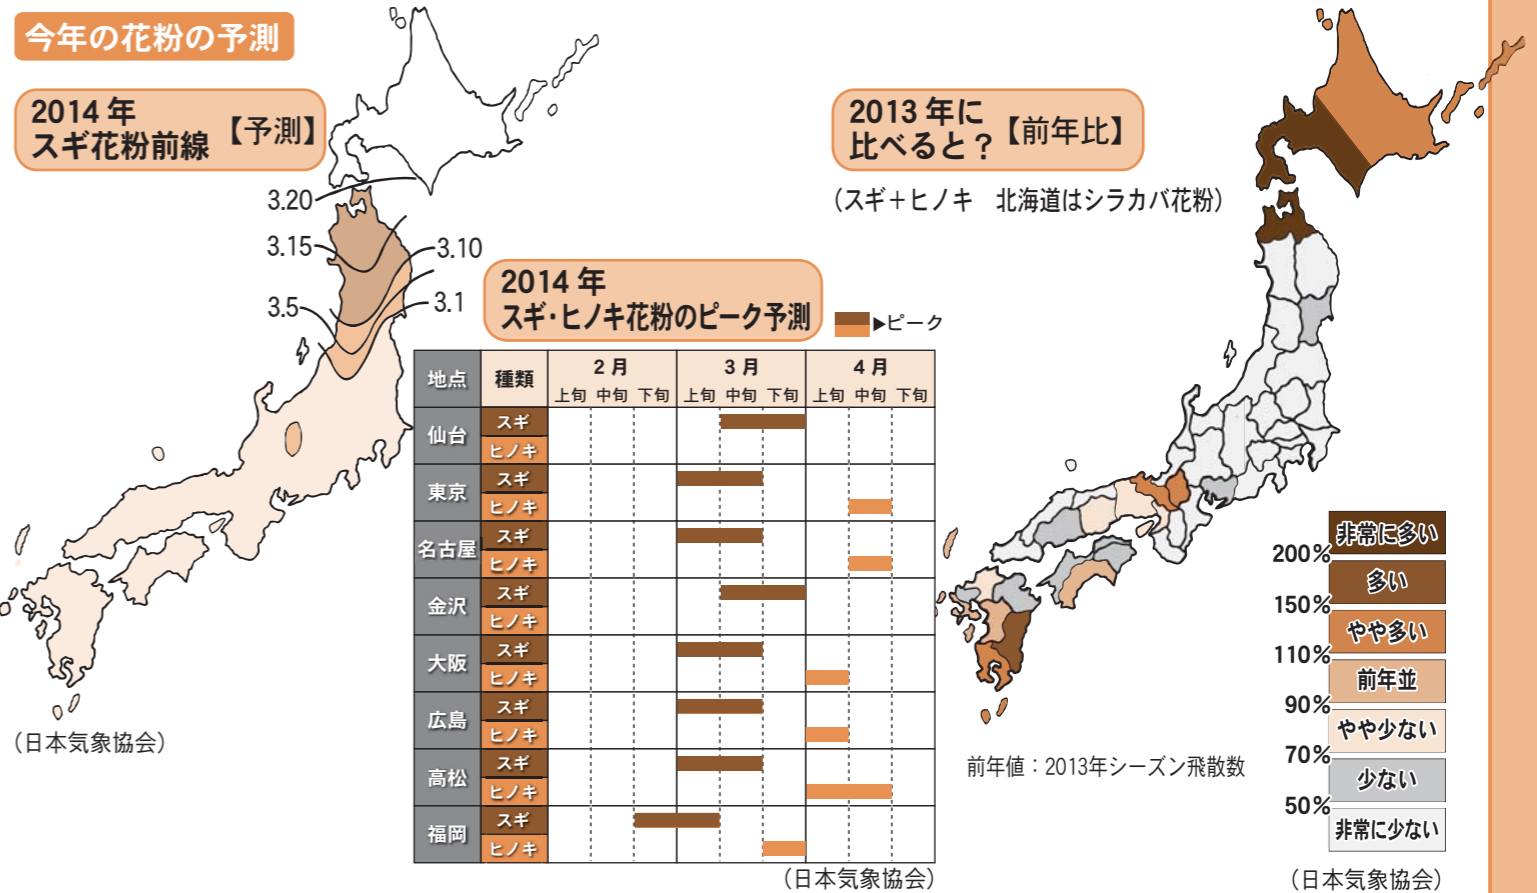 今年の花粉の予測
2014年
スギ花粉前線【予測】
3.20
3.15
3.10
3.5
3.1
(日本気象協会)
2014年
スギ・ヒノキ花粉のピーク予測
▶ピーク
地点 種類 2月 3月 4月
上旬 中旬 下旬 上旬 中旬 下旬 上旬 中旬 下旬
仙台 スギ
ヒノキ
東京 スギ
ヒノキ
名古屋 スギ
ヒノキ
金沢 スギ
ヒノキ
大阪 スギ
ヒノキ
広島 スギ
ヒノキ
高松 スギ
ヒノキ
福岡 スギ
ヒノキ
(日本気象協会)
2013年に
比べると?【前年比】
(スギ+ヒノキ 北海道はシラカバ花粉)
非常に多い
200%
多い
150%
やや多い
110%
前年並
90%
やや少ない
70%
少ない
50%
非常に少ない
前年値:2013年シーズン飛散数
(日本気象協会)